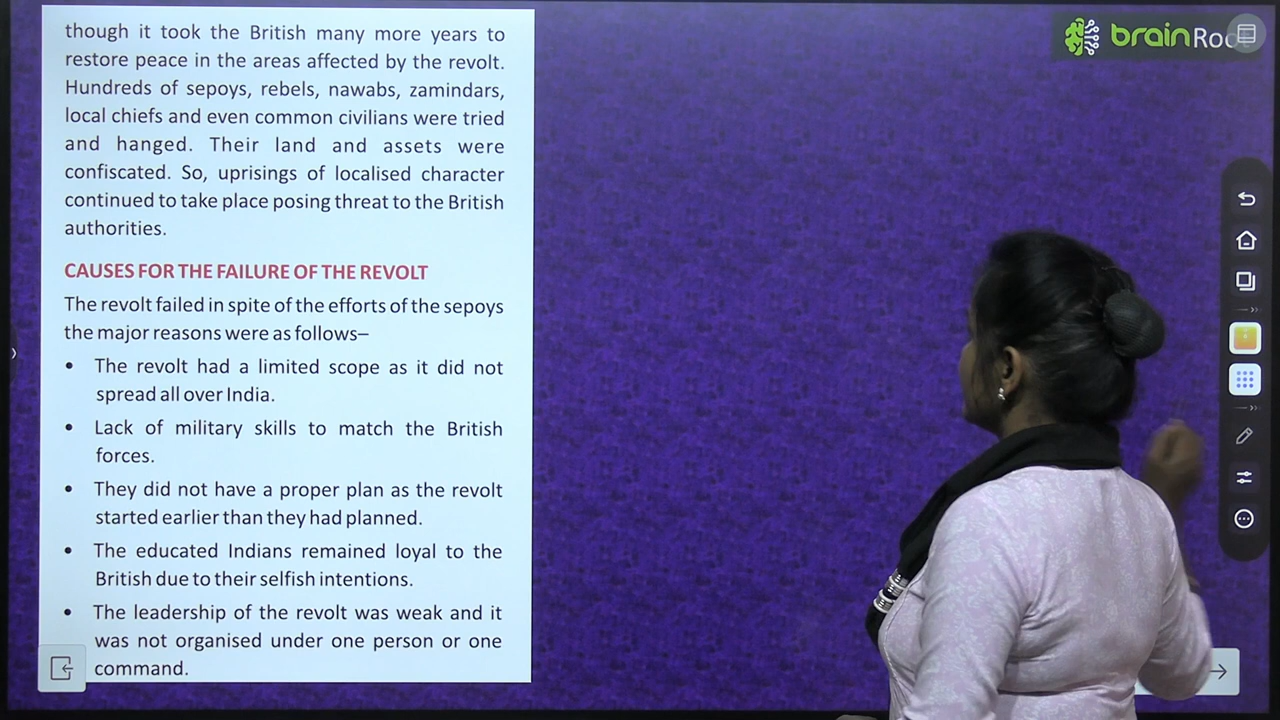 though it took the British many more years to
restore peace in the areas affected by the revolt.
Hundreds of sepoys, rebels, nawabs, zamindars,
local chiefs and even common civilians were tried
and hanged. Their land and assets were
confiscated. So, uprisings of localised character
continued to take place posing threat to the British
authorities.
CAUSES FOR THE FAILURE OF THE REVOLT
The revolt failed in spite of the efforts of the sepoys
the major reasons were as follows–
• The revolt had a limited scope as it did not
spread all over India.
• Lack of military skills to match the British
forces.
• They did not have a proper plan as the revolt
started earlier than they had planned.
• The educated Indians remained loyal to the
British due to their selfish intentions.
• The leadership of the revolt was weak and it
was not organised under one person or one
command.
brain